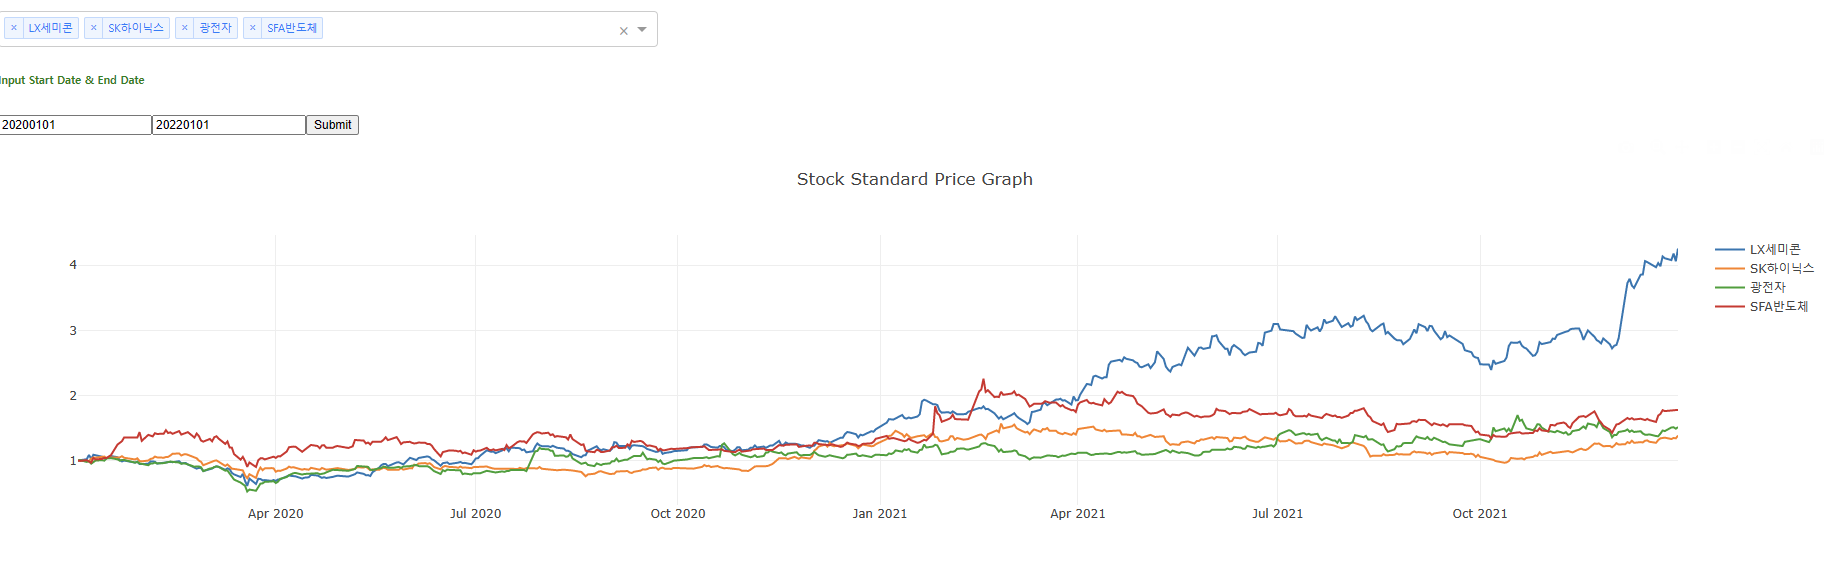 × LX세미콘 × SK하이닉스 × 광전자 × SFA반도체 ×
Input Start Date & End Date
20200101 20220101 Submit
Stock Standard Price Graph
4
3
2
1
Apr 2020 Jul 2020 Oct 2020 Jan 2021 Apr 2021 Jul 2021 Oct 2021
LX세미콘
SK하이닉스
광전자
SFA반도체